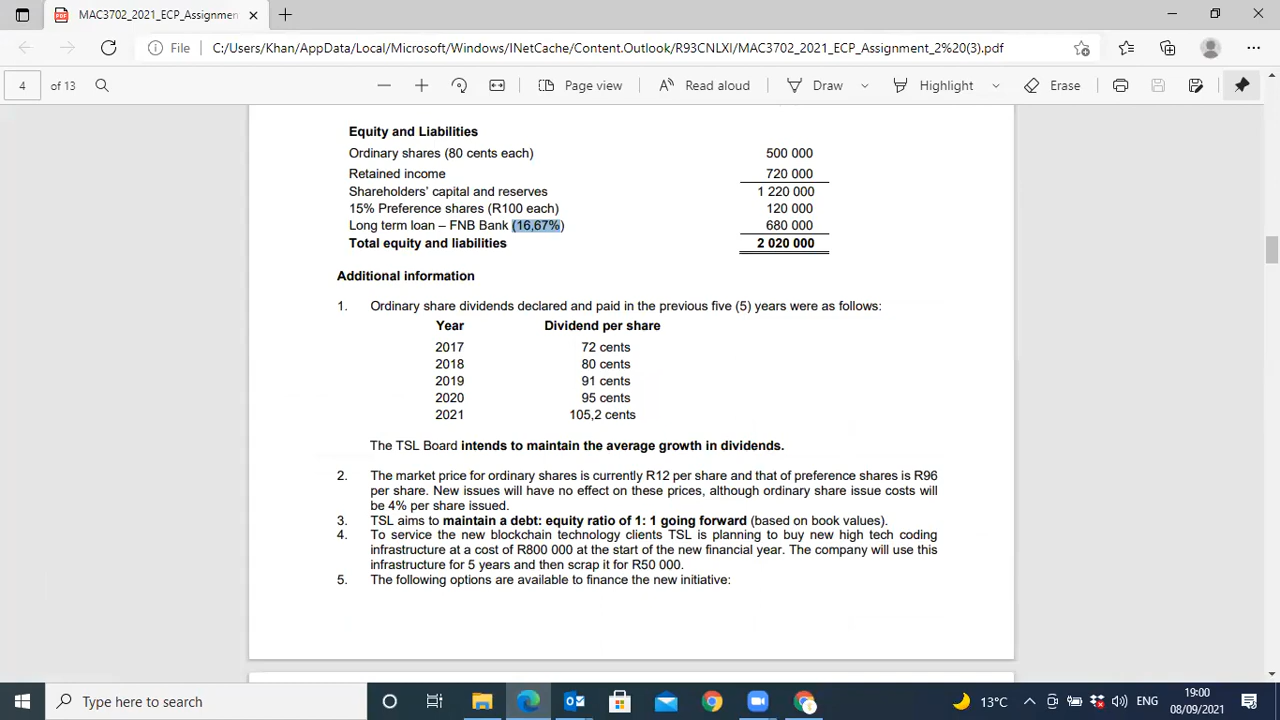 MAC3702_2021_ECP_Assignment_
File
C:/Users/Khan/AppData/Local/Microsoft/Windows/INetCache/Content.Outlook/R93CNLXI/MAC3702_2021_ECP_Assignment_2%20(3).pdf
4 of 13
Page view
Read aloud
Draw
Highlight
Erase
Equity and Liabilities
Ordinary shares (80 cents each) 500 000
Retained income 720 000
Shareholders' capital and reserves 1 220 000
15% Preference shares (R100 each) 120 000
Long term loan – FNB Bank (16,67%) 680 000
Total equity and liabilities 2 020 000
Additional information
1. Ordinary share dividends declared and paid in the previous five (5) years were as follows:
Year Dividend per share
2017 72 cents
2018 80 cents
2019 91 cents
2020 95 cents
2021 105,2 cents
The TSL Board intends to maintain the average growth in dividends.
2. The market price for ordinary shares is currently R12 per share and that of preference shares is R96
per share. New issues will have no effect on these prices, although ordinary share issue costs will
be 4% per share issued.
3. TSL aims to maintain a debt: equity ratio of 1: 1 going forward (based on book values).
4. To service the new blockchain technology clients TSL is planning to buy new high tech coding
infrastructure at a cost of R800 000 at the start of the new financial year. The company will use this
infrastructure for 5 years and then scrap it for R50 000.
5. The following options are available to finance the new initiative:
Type here to search
13°C
ENG
19:00
08/09/2021